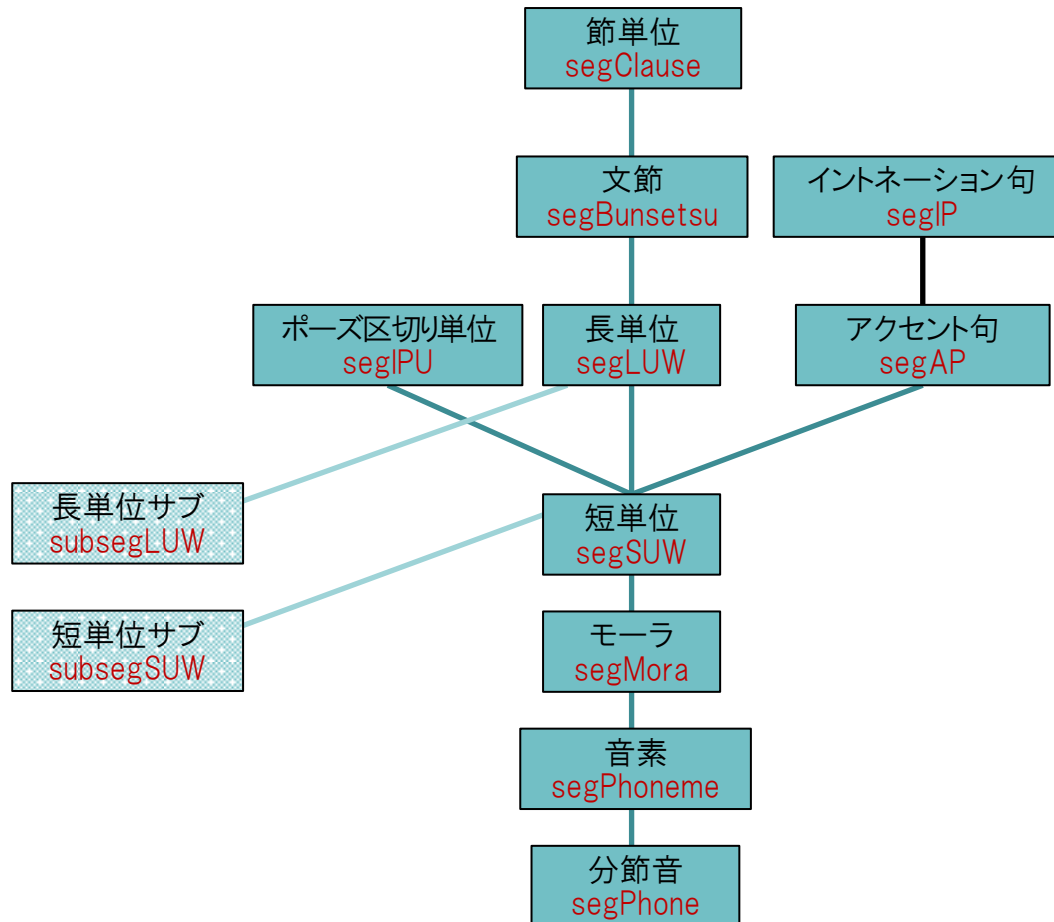 節単位
segClause
文節
segBunsetsu
イントネーション句
segIP
ポーズ区切り単位
segIPU
長単位
segLUW
アクセント句
segAP
長単位サブ
subsegLUW
短単位
segSUW
短単位サブ
subsegSUW
モーラ
segMora
音素
segPhoneme
分節音
segPhone